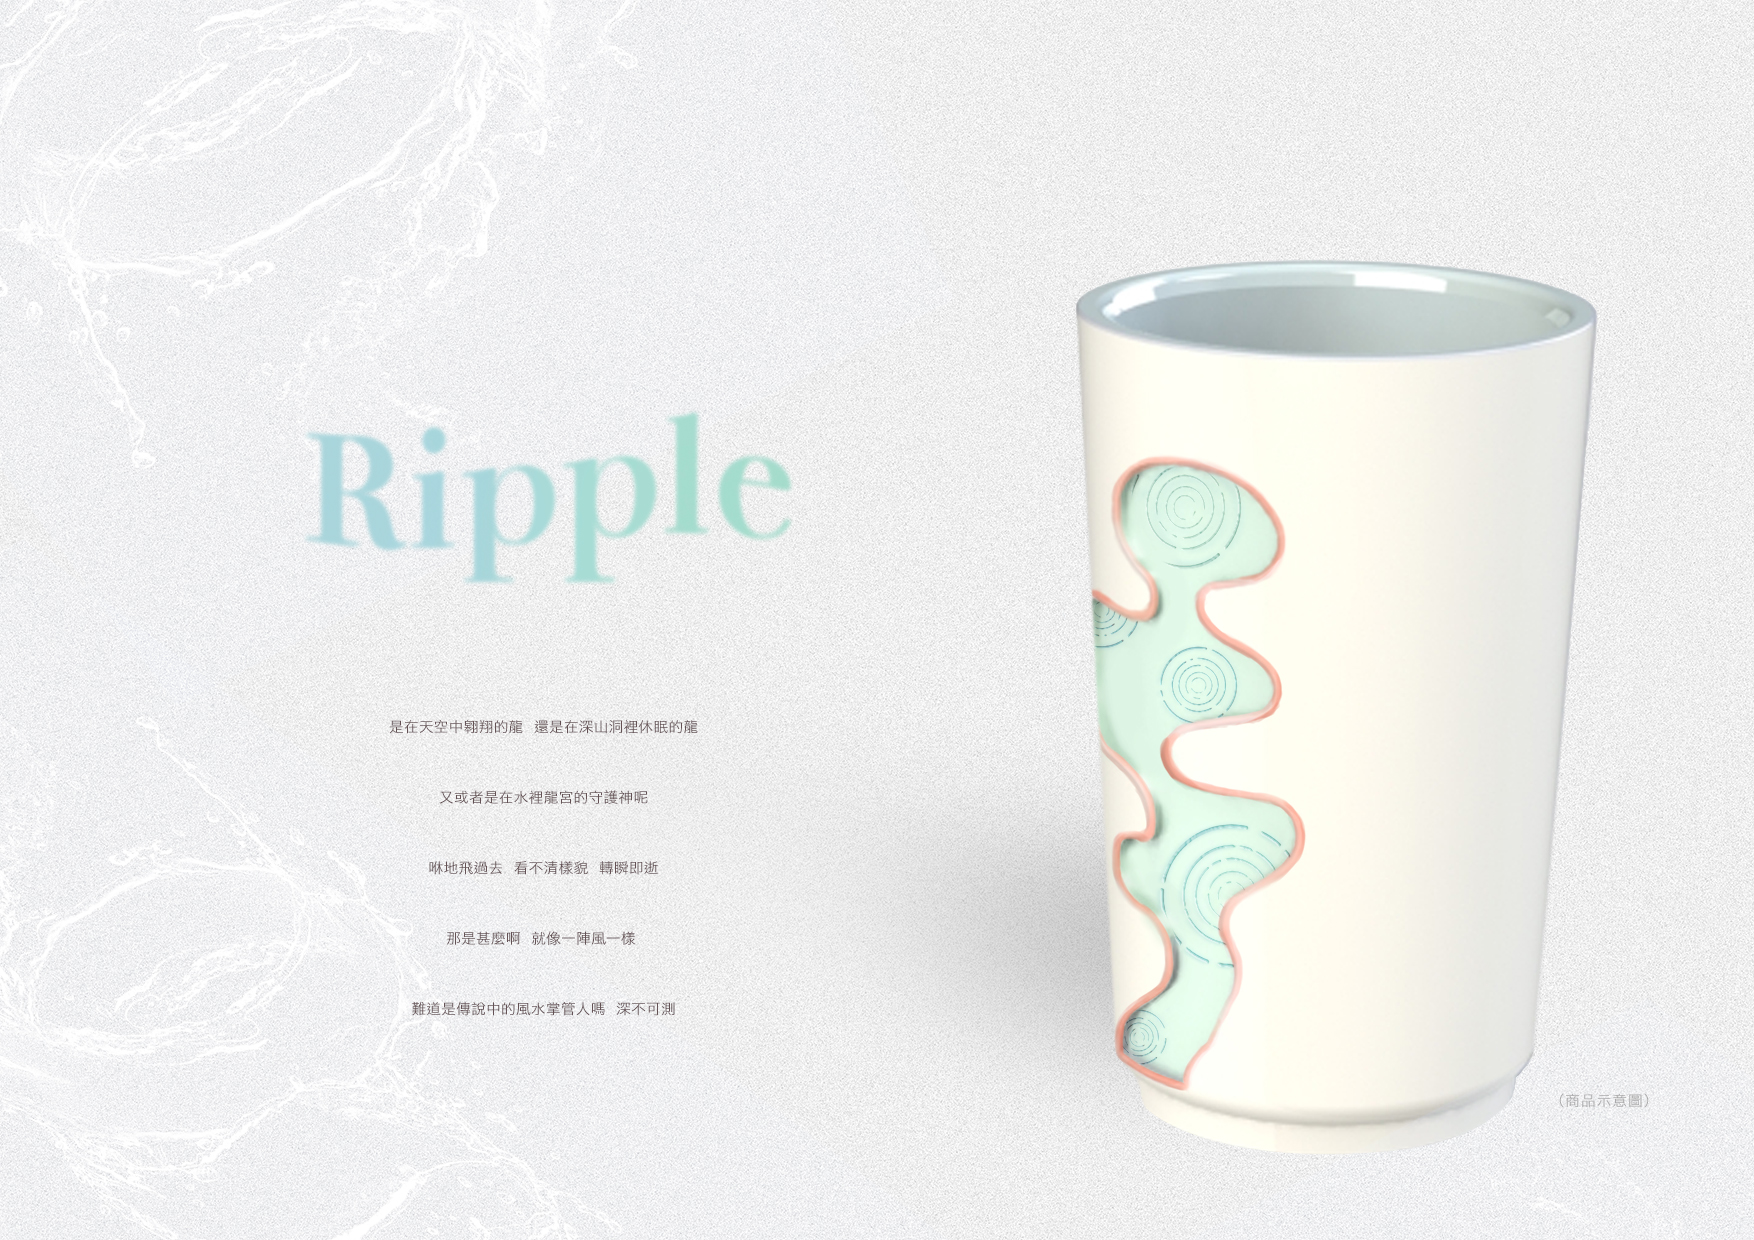 Ripple
是在天空中翱翔的龍 還是在深山洞裡休眠的龍
又或者是在水裡龍宮的守護神呢
咻地飛過去 看不清樣貌 轉瞬即逝
那是甚麼啊 就像一陣風一樣
難道是傳說中的風水掌管人嗎 深不可測
（商品示意圖）